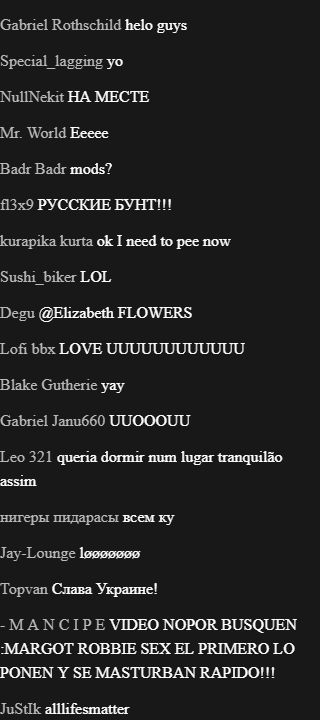 Gabriel Rothschild helo guys
Special_lagging yo
NullNekit НА МЕСТЕ
Mr. World Eeeee
Badr Badr mods?
fl3x9 РУССКИЕ БУНТ!!!
kurapika kurta ok I need to pee now
Sushi_biker LOL
Degu @Elizabeth FLOWERS
Lofi bbx LOVE UUUUUUUUUUUU
Blake Gutherie yay
Gabriel Janu660 UUOOOUU
Leo 321 queria dormir num lugar tranquilão
assim
нигеры пидарасы всем ку
Jay-Lounge løøøøøøø
Topvan Слава Украине!
- M A N C I P E VIDEO NOPOR BUSQUEN
:MARGOT ROBBIE SEX EL PRIMERO LO
PONEN Y SE MASTURBAN RAPIDO!!!
JuStIk alllifesmatter